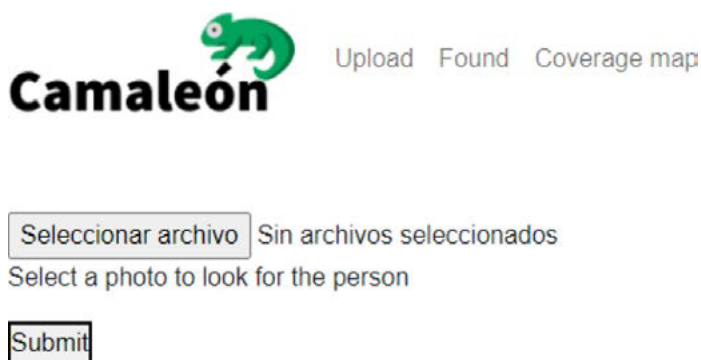 Camaleón
Upload Found Coverage map
Seleccionar archivo Sin archivos seleccionados
Select a photo to look for the person
Submit